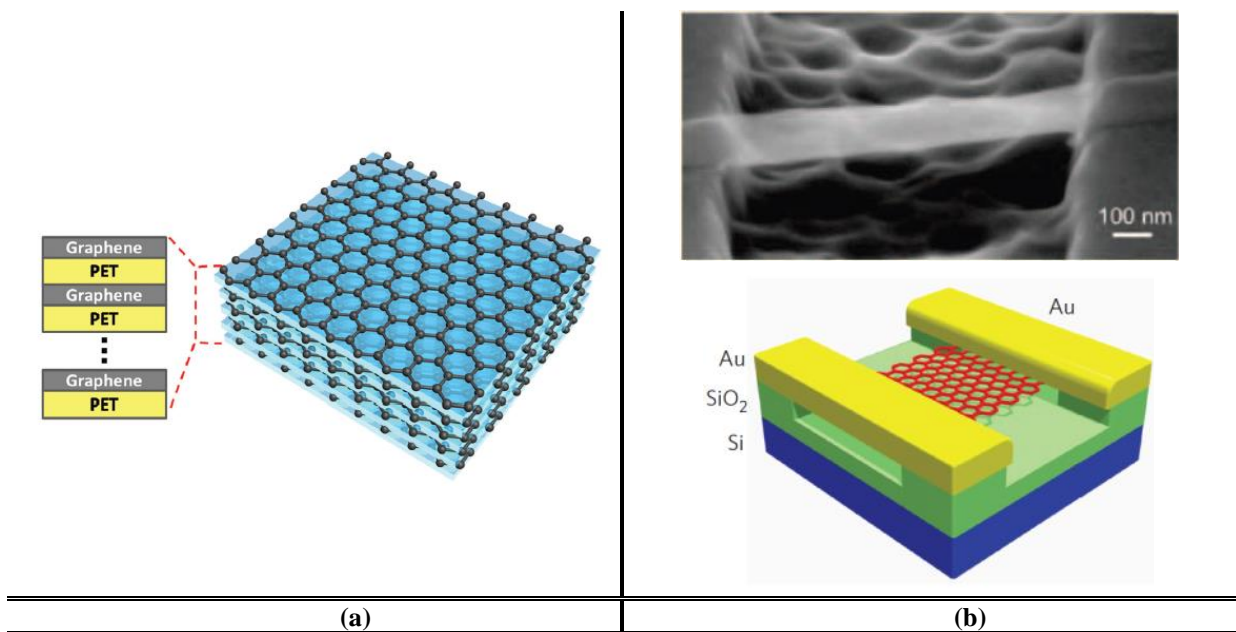 Graphene
PET
Graphene
PET
Graphene
PET
100 nm
Au
Au
SiO₂
Si
(a)
(b)